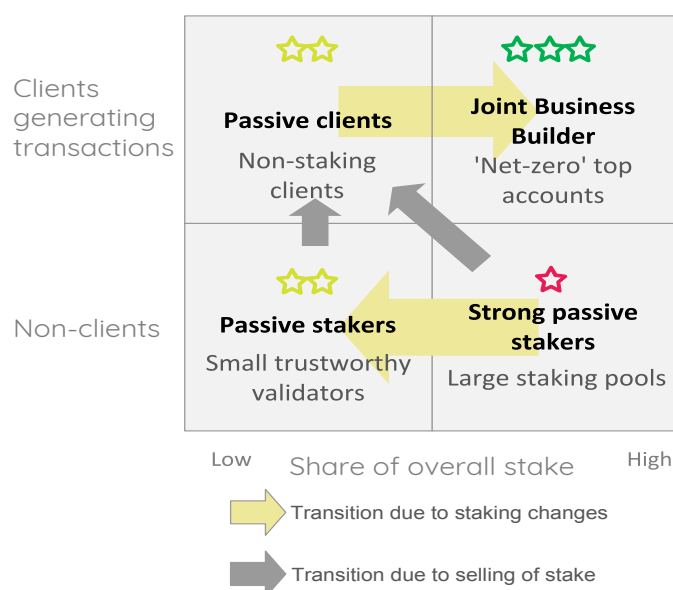 Clients
generating
transactions
Passive clients
Non-staking
clients
Joint Business
Builder
'Net-zero' top
accounts
Non-clients
Passive stakers
Small trustworthy
validators
Strong passive
stakers
Large staking pools
Low
Share of overall stake
High
Transition due to staking changes
Transition due to selling of stake